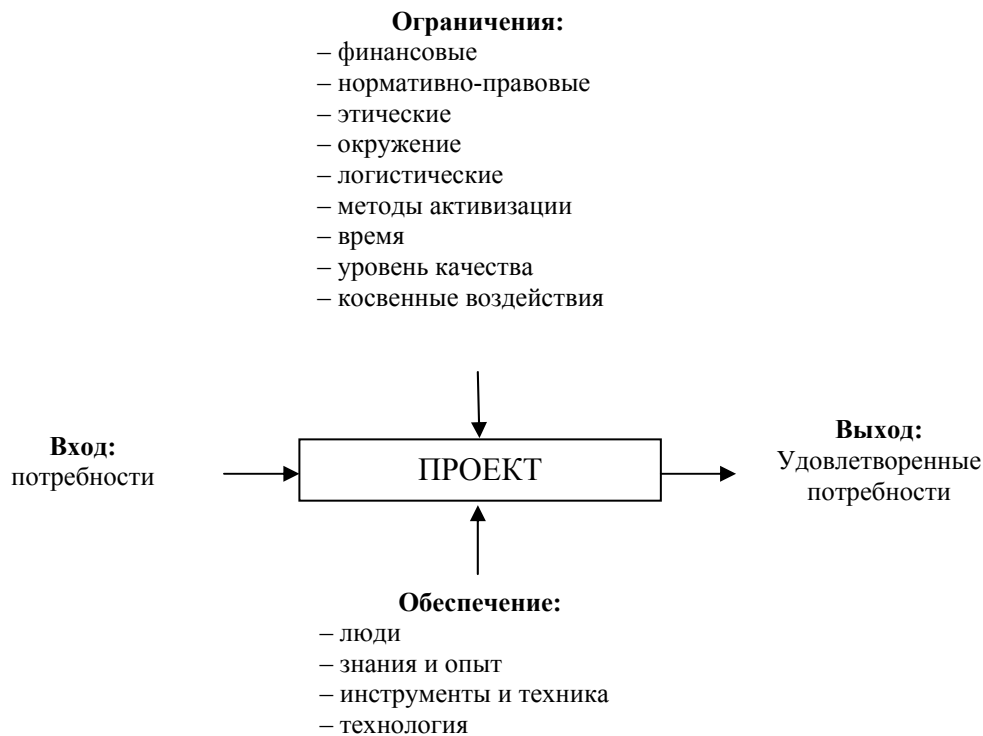 Ограничения:
– финансовые
– нормативно-правовые
– этические
– окружение
– логистические
– методы активизации
– время
– уровень качества
– косвенные воздействия
Вход:
потребности
ПРОЕКТ
Выход:
Удовлетворенные
потребности
Обеспечение:
– люди
– знания и опыт
– инструменты и техника
– технология